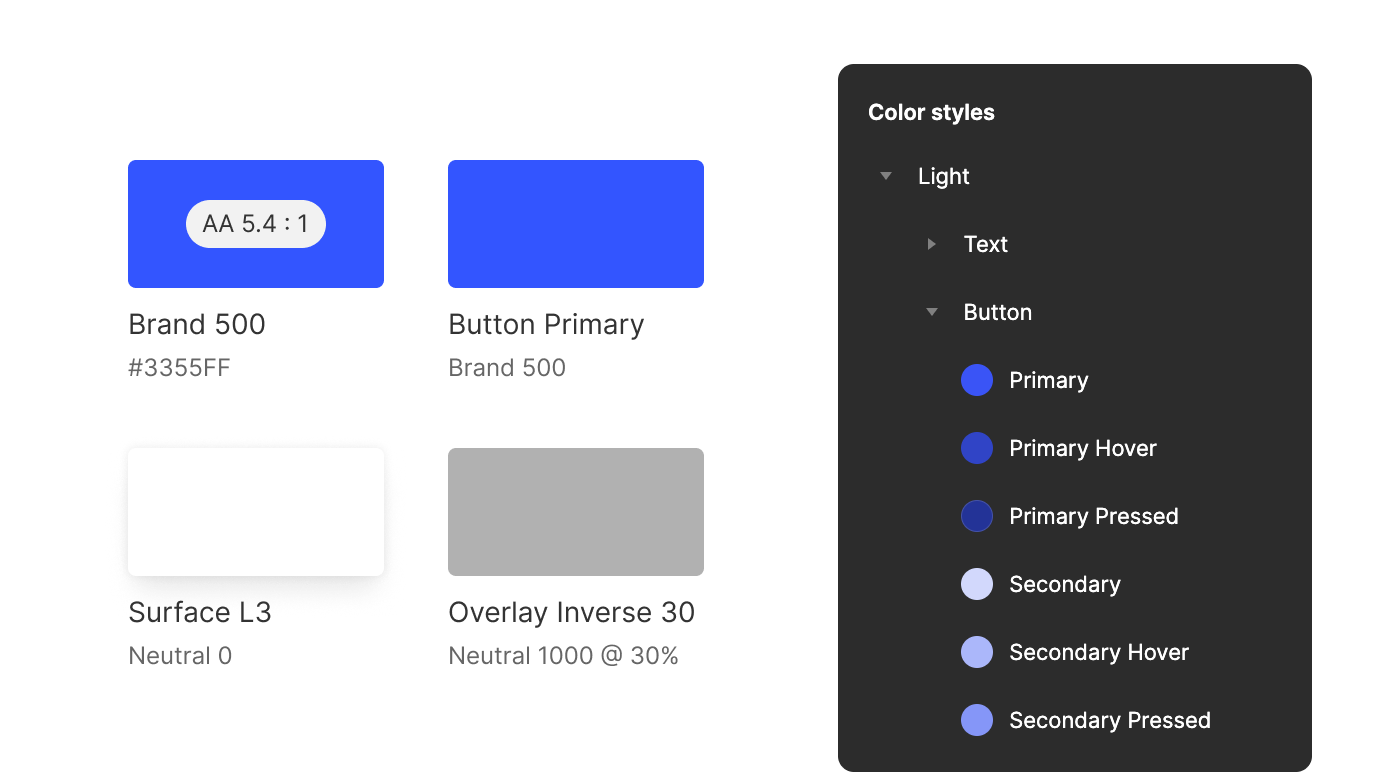 AA 5.4 : 1
Brand 500
#3355FF
Button Primary
Brand 500
Surface L3
Neutral 0
Overlay Inverse 30
Neutral 1000 @ 30%
Color styles
Light
Text
Button
Primary
Primary Hover
Primary Pressed
Secondary
Secondary Hover
Secondary Pressed